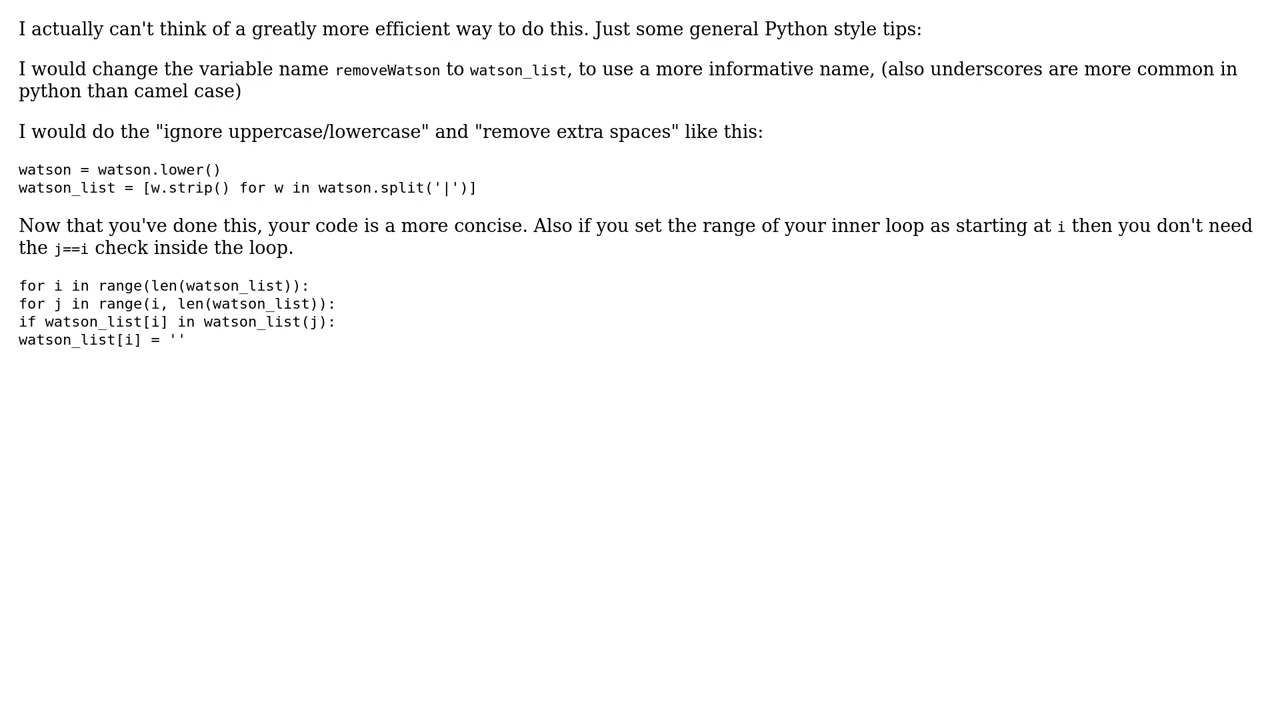 I actually can't think of a greatly more efficient way to do this. Just some general Python style tips:
I would change the variable name removeWatson to watson_list, to use a more informative name, (also underscores are more common in
python than camel case)
I would do the "ignore uppercase/lowercase" and "remove extra spaces" like this:
watson = watson.lower()
watson_list = [w.strip() for w in watson.split('|')]
Now that you've done this, your code is a more concise. Also if you set the range of your inner loop as starting at i then you don't need
the j==i check inside the loop.
for i in range(len(watson_list)):
for j in range(i, len(watson_list)):
if watson_list[i] in watson_list(j):
watson_list[i] = ''